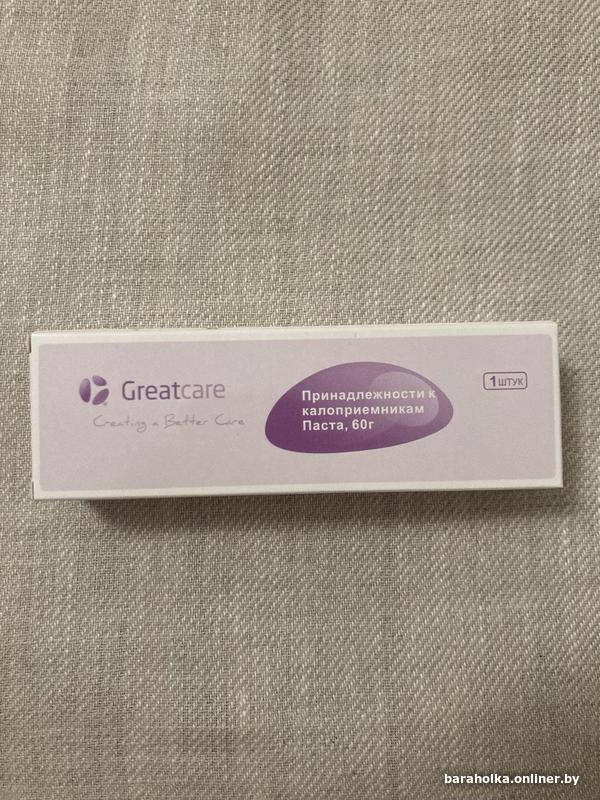 Greatcare
Creating a Better Care
Принадлежности к
калоприемникам
Паста, 60г
1 ШТУК
baraholka.onliner.by